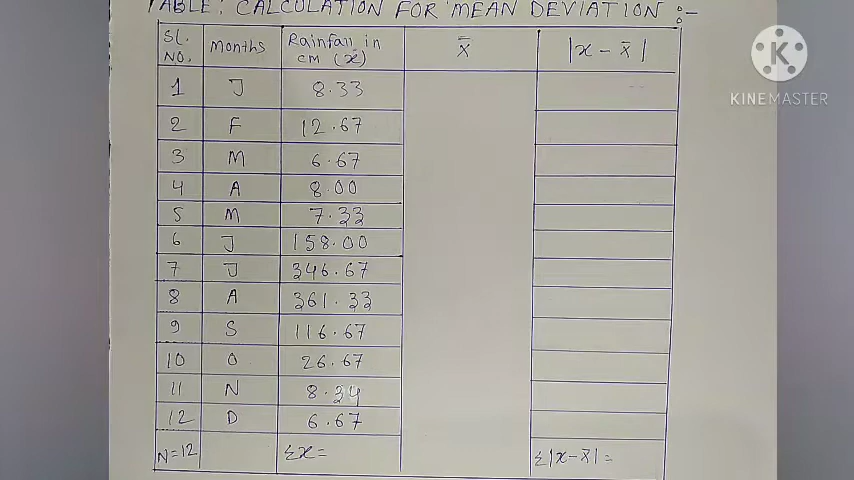 TABLE: CALCULATION FOR MEAN DEVIATION :-
SL. NO. Months Rainfall in cm (x) x̄ |x - x̄|
1 J 8.33
2 F 12.67
3 M 6.67
4 A 8.00
5 M 7.33
6 J 158.00
7 J 346.67
8 A 361.33
9 S 116.67
10 O 26.67
11 N 8.34
12 D 6.67
N=12 Σx= Σ|x-x̄|=
KINEMASTER